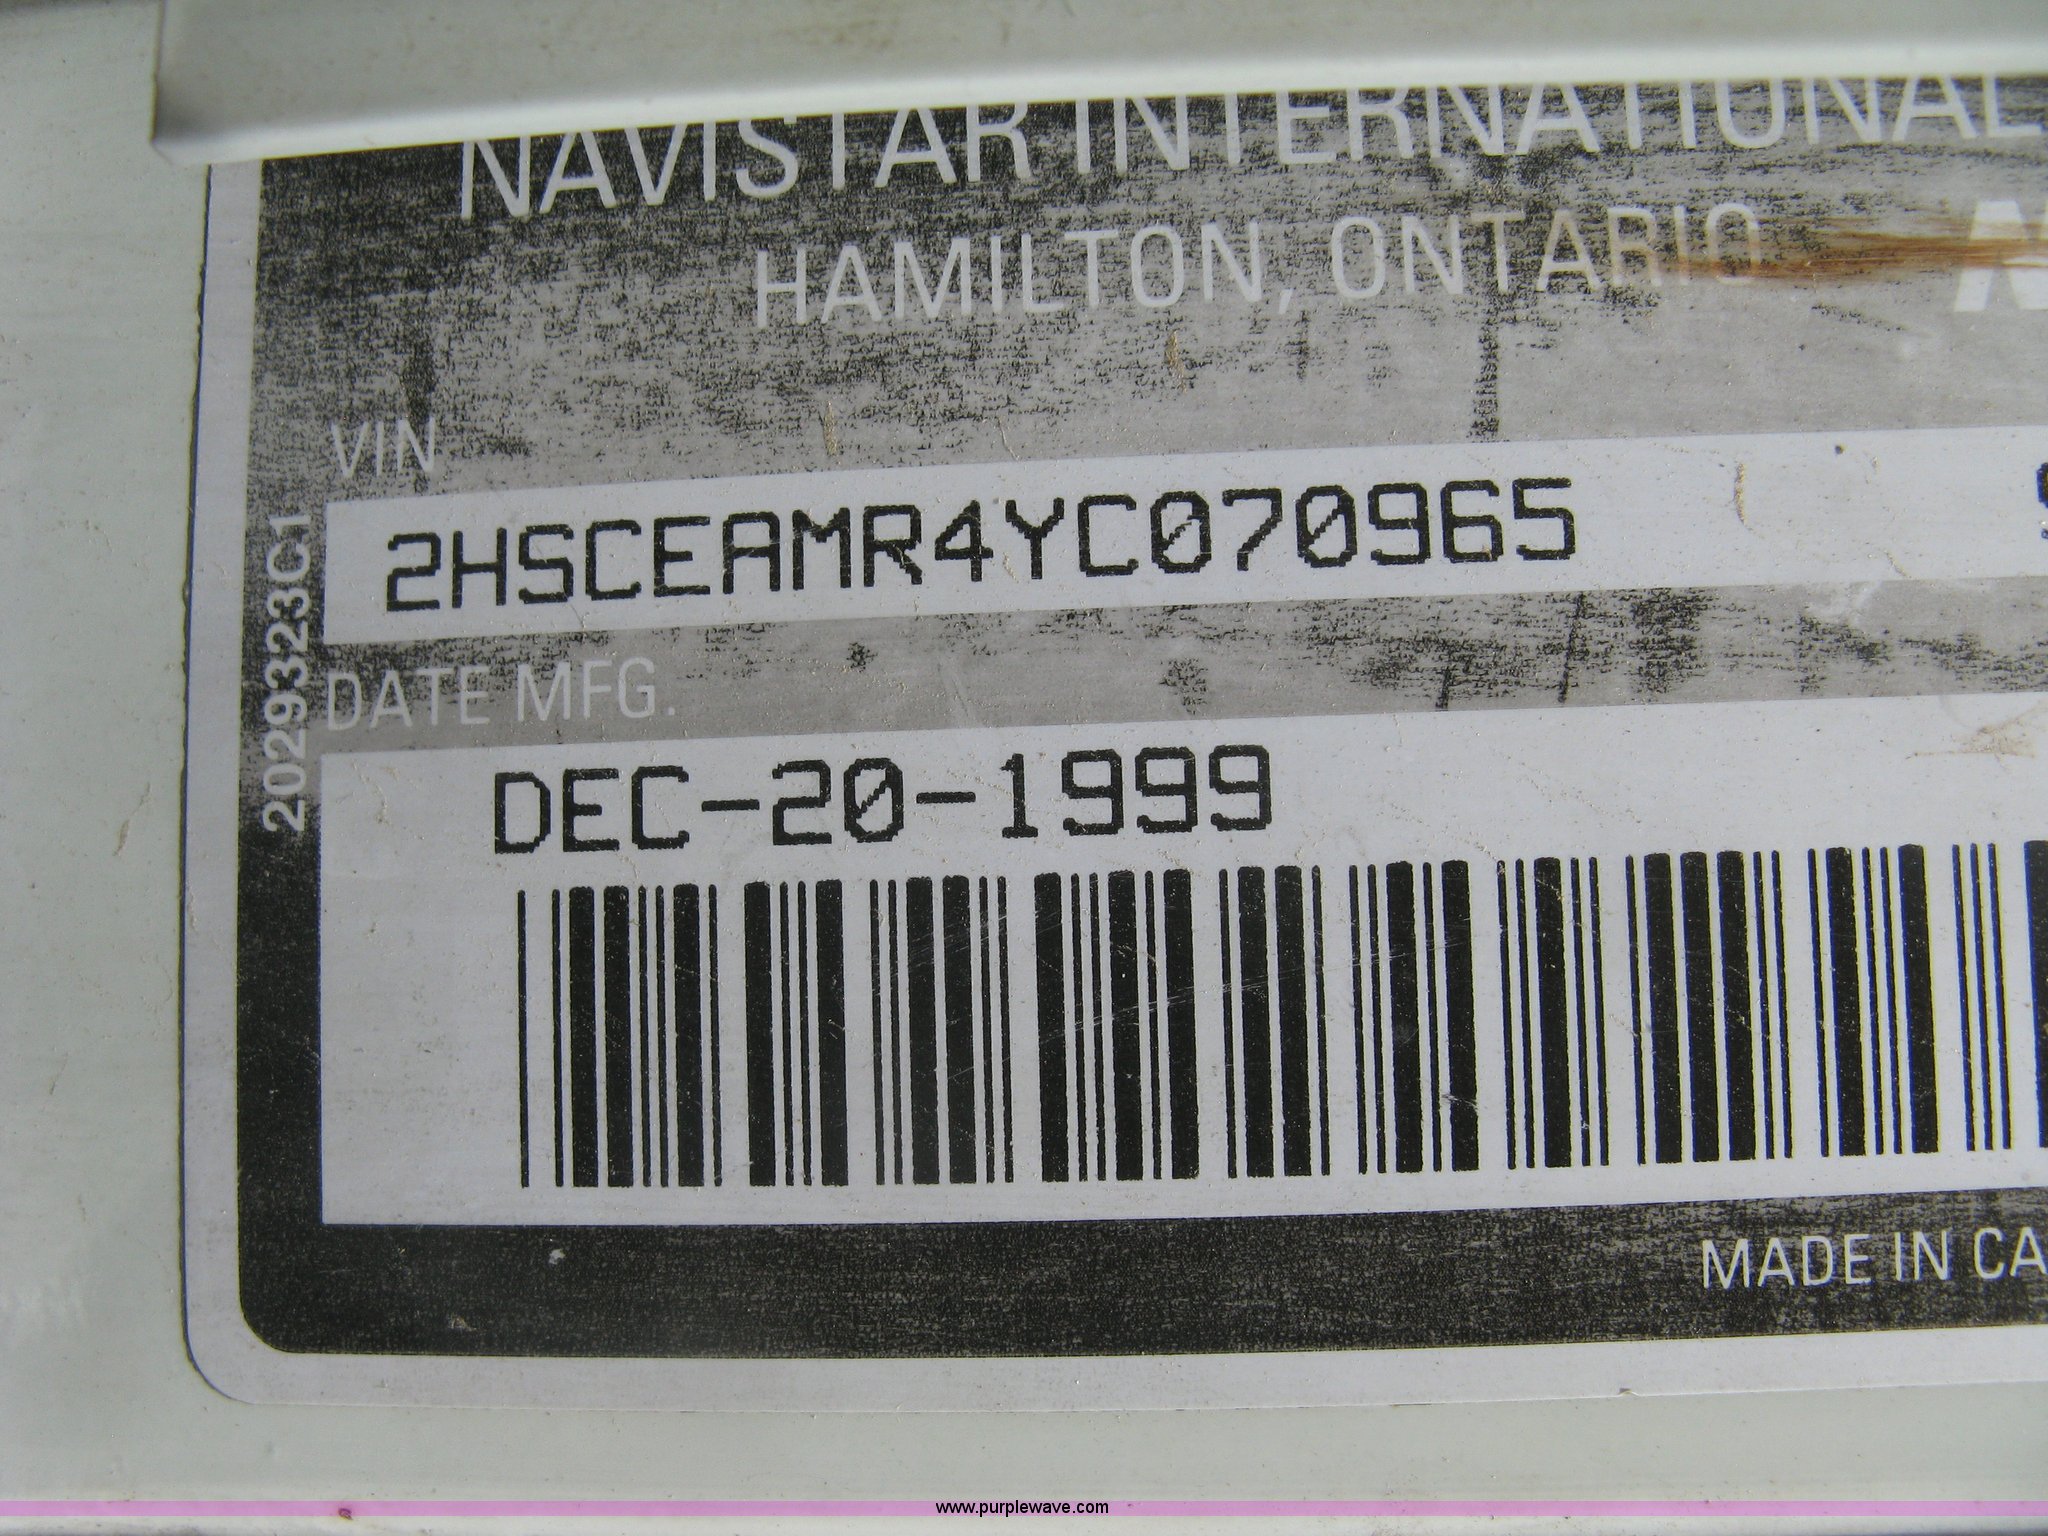 NAVISTAR INTERNATIONAL
HAMILTON, ONTARIO
VIN
2HSCEAMR4YC070965
2029323C1
DATE MFG.
DEC-20-1999
MADE IN CA
www.purplewave.com